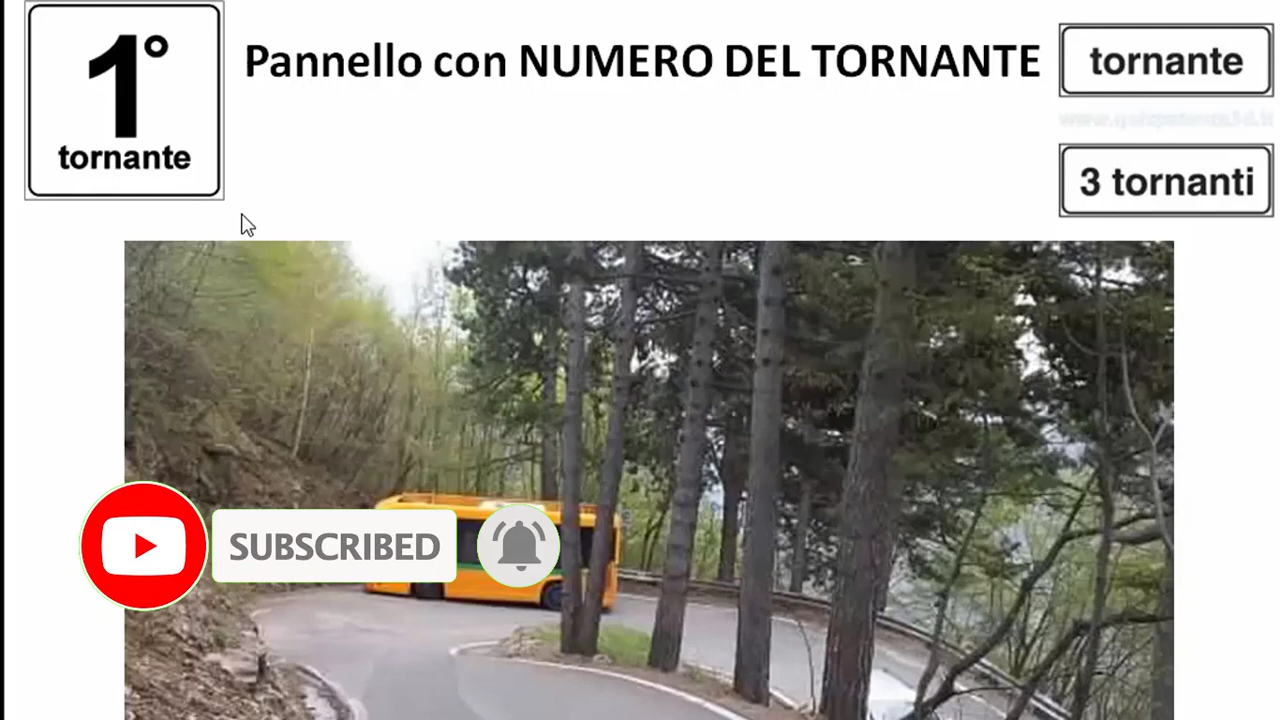 1°
tornante
Pannello con NUMERO DEL TORNANTE
tornante
3 tornanti
SUBSCRIBED